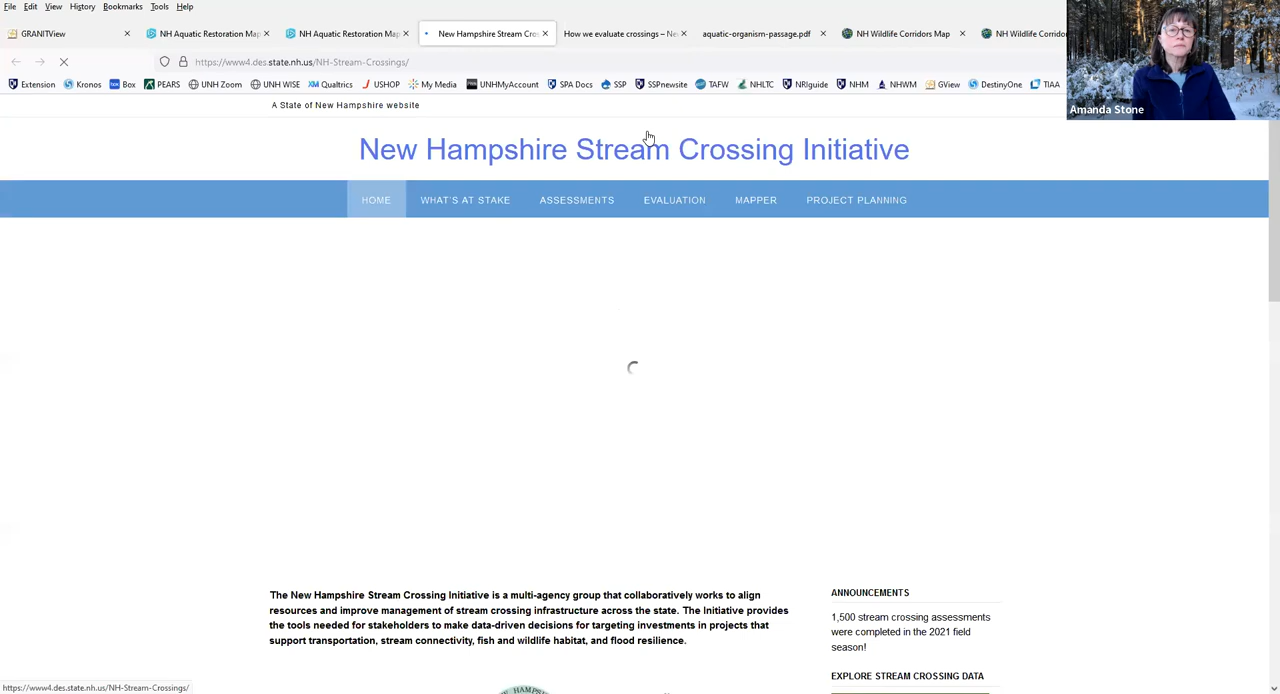 File Edit View History Bookmarks Tools Help
GRANITView
NH Aquatic Restoration Map
NH Aquatic Restoration Map
New Hampshire Stream Cros
How we evaluate crossings – Ne
aquatic-organism-passage.pdf
NH Wildlife Corridors Map
NH Wildlife Corridor
https://www4.des.state.nh.us/NH-Stream-Crossings/
Extension Kronos Box PEARS UNH Zoom UNH WISE Qualtrics USHOP My Media UNHMyAccount SPA Docs SSP SSPnewsite TAFW NHLTC NRIguide NHM NHWM GView DestinyOne TIAA
Amanda Stone
A State of New Hampshire website
New Hampshire Stream Crossing Initiative
HOME WHAT'S AT STAKE ASSESSMENTS EVALUATION MAPPER PROJECT PLANNING
The New Hampshire Stream Crossing Initiative is a multi-agency group that collaboratively works to align
resources and improve management of stream crossing infrastructure across the state. The Initiative provides
the tools needed for stakeholders to make data-driven decisions for targeting investments in projects that
support transportation, stream connectivity, fish and wildlife habitat, and flood resilience.
ANNOUNCEMENTS
1,500 stream crossing assessments
were completed in the 2021 field
season!
EXPLORE STREAM CROSSING DATA
https://www4.des.state.nh.us/NH-Stream-Crossings/